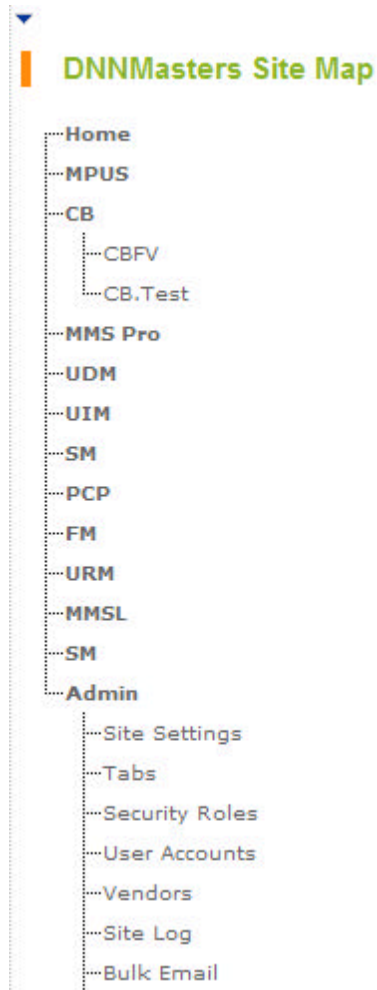 DNNMasters Site Map
Home
MPUS
CB
CBFV
CB.Test
MMS Pro
UDM
UIM
SM
PCP
FM
URM
MMSL
SM
Admin
Site Settings
Tabs
Security Roles
User Accounts
Vendors
Site Log
Bulk Email